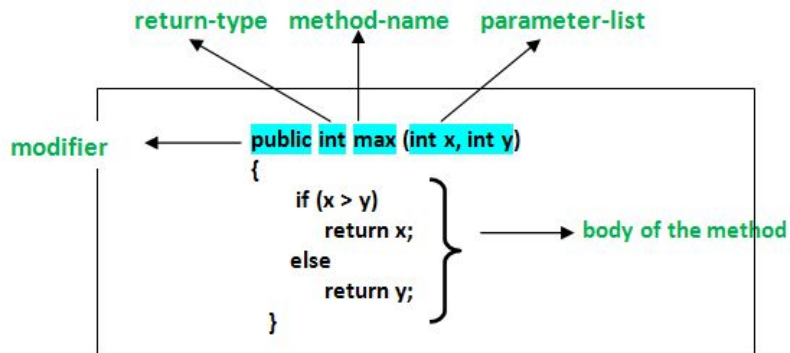 return-type method-name parameter-list
modifier
public int max (int x, int y)
{
if (x > y)
return x;
else
return y;
}
body of the method